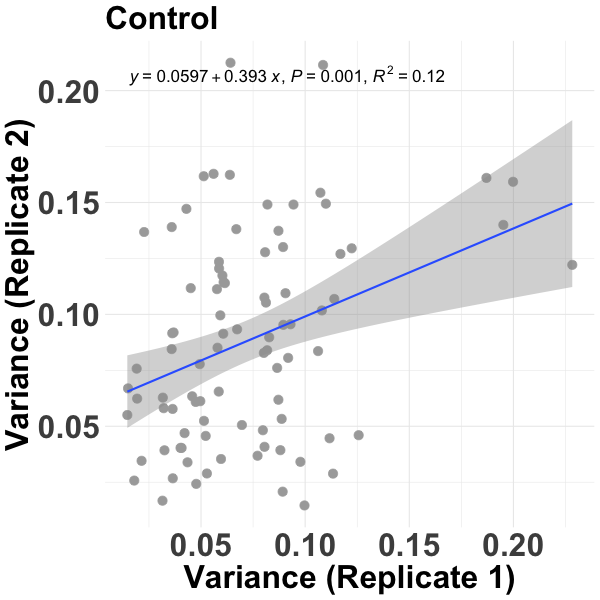 Control
y = 0.0597 + 0.393 x, P = 0.001, R² = 0.12
Variance (Replicate 2)
0.20
0.15
0.10
0.05
0.05 0.10 0.15 0.20
Variance (Replicate 1)